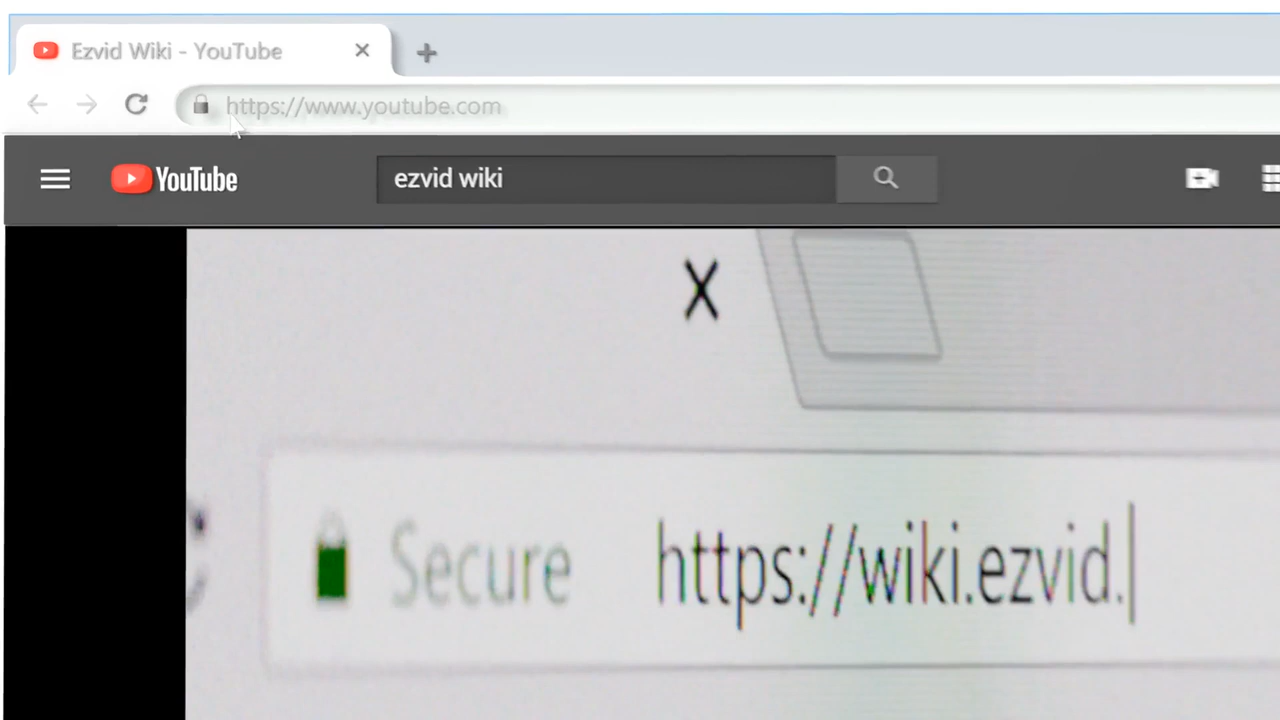 Ezvid Wiki - YouTube
https://www.youtube.com
YouTube
ezvid wiki
X
Secure https://wiki.ezvid.